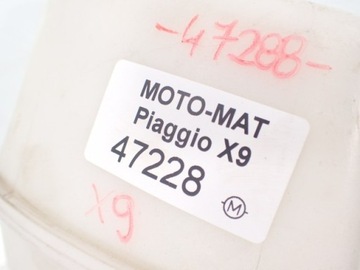 -47288-
MOTO-MAT
Piaggio X9
47228
M
X9